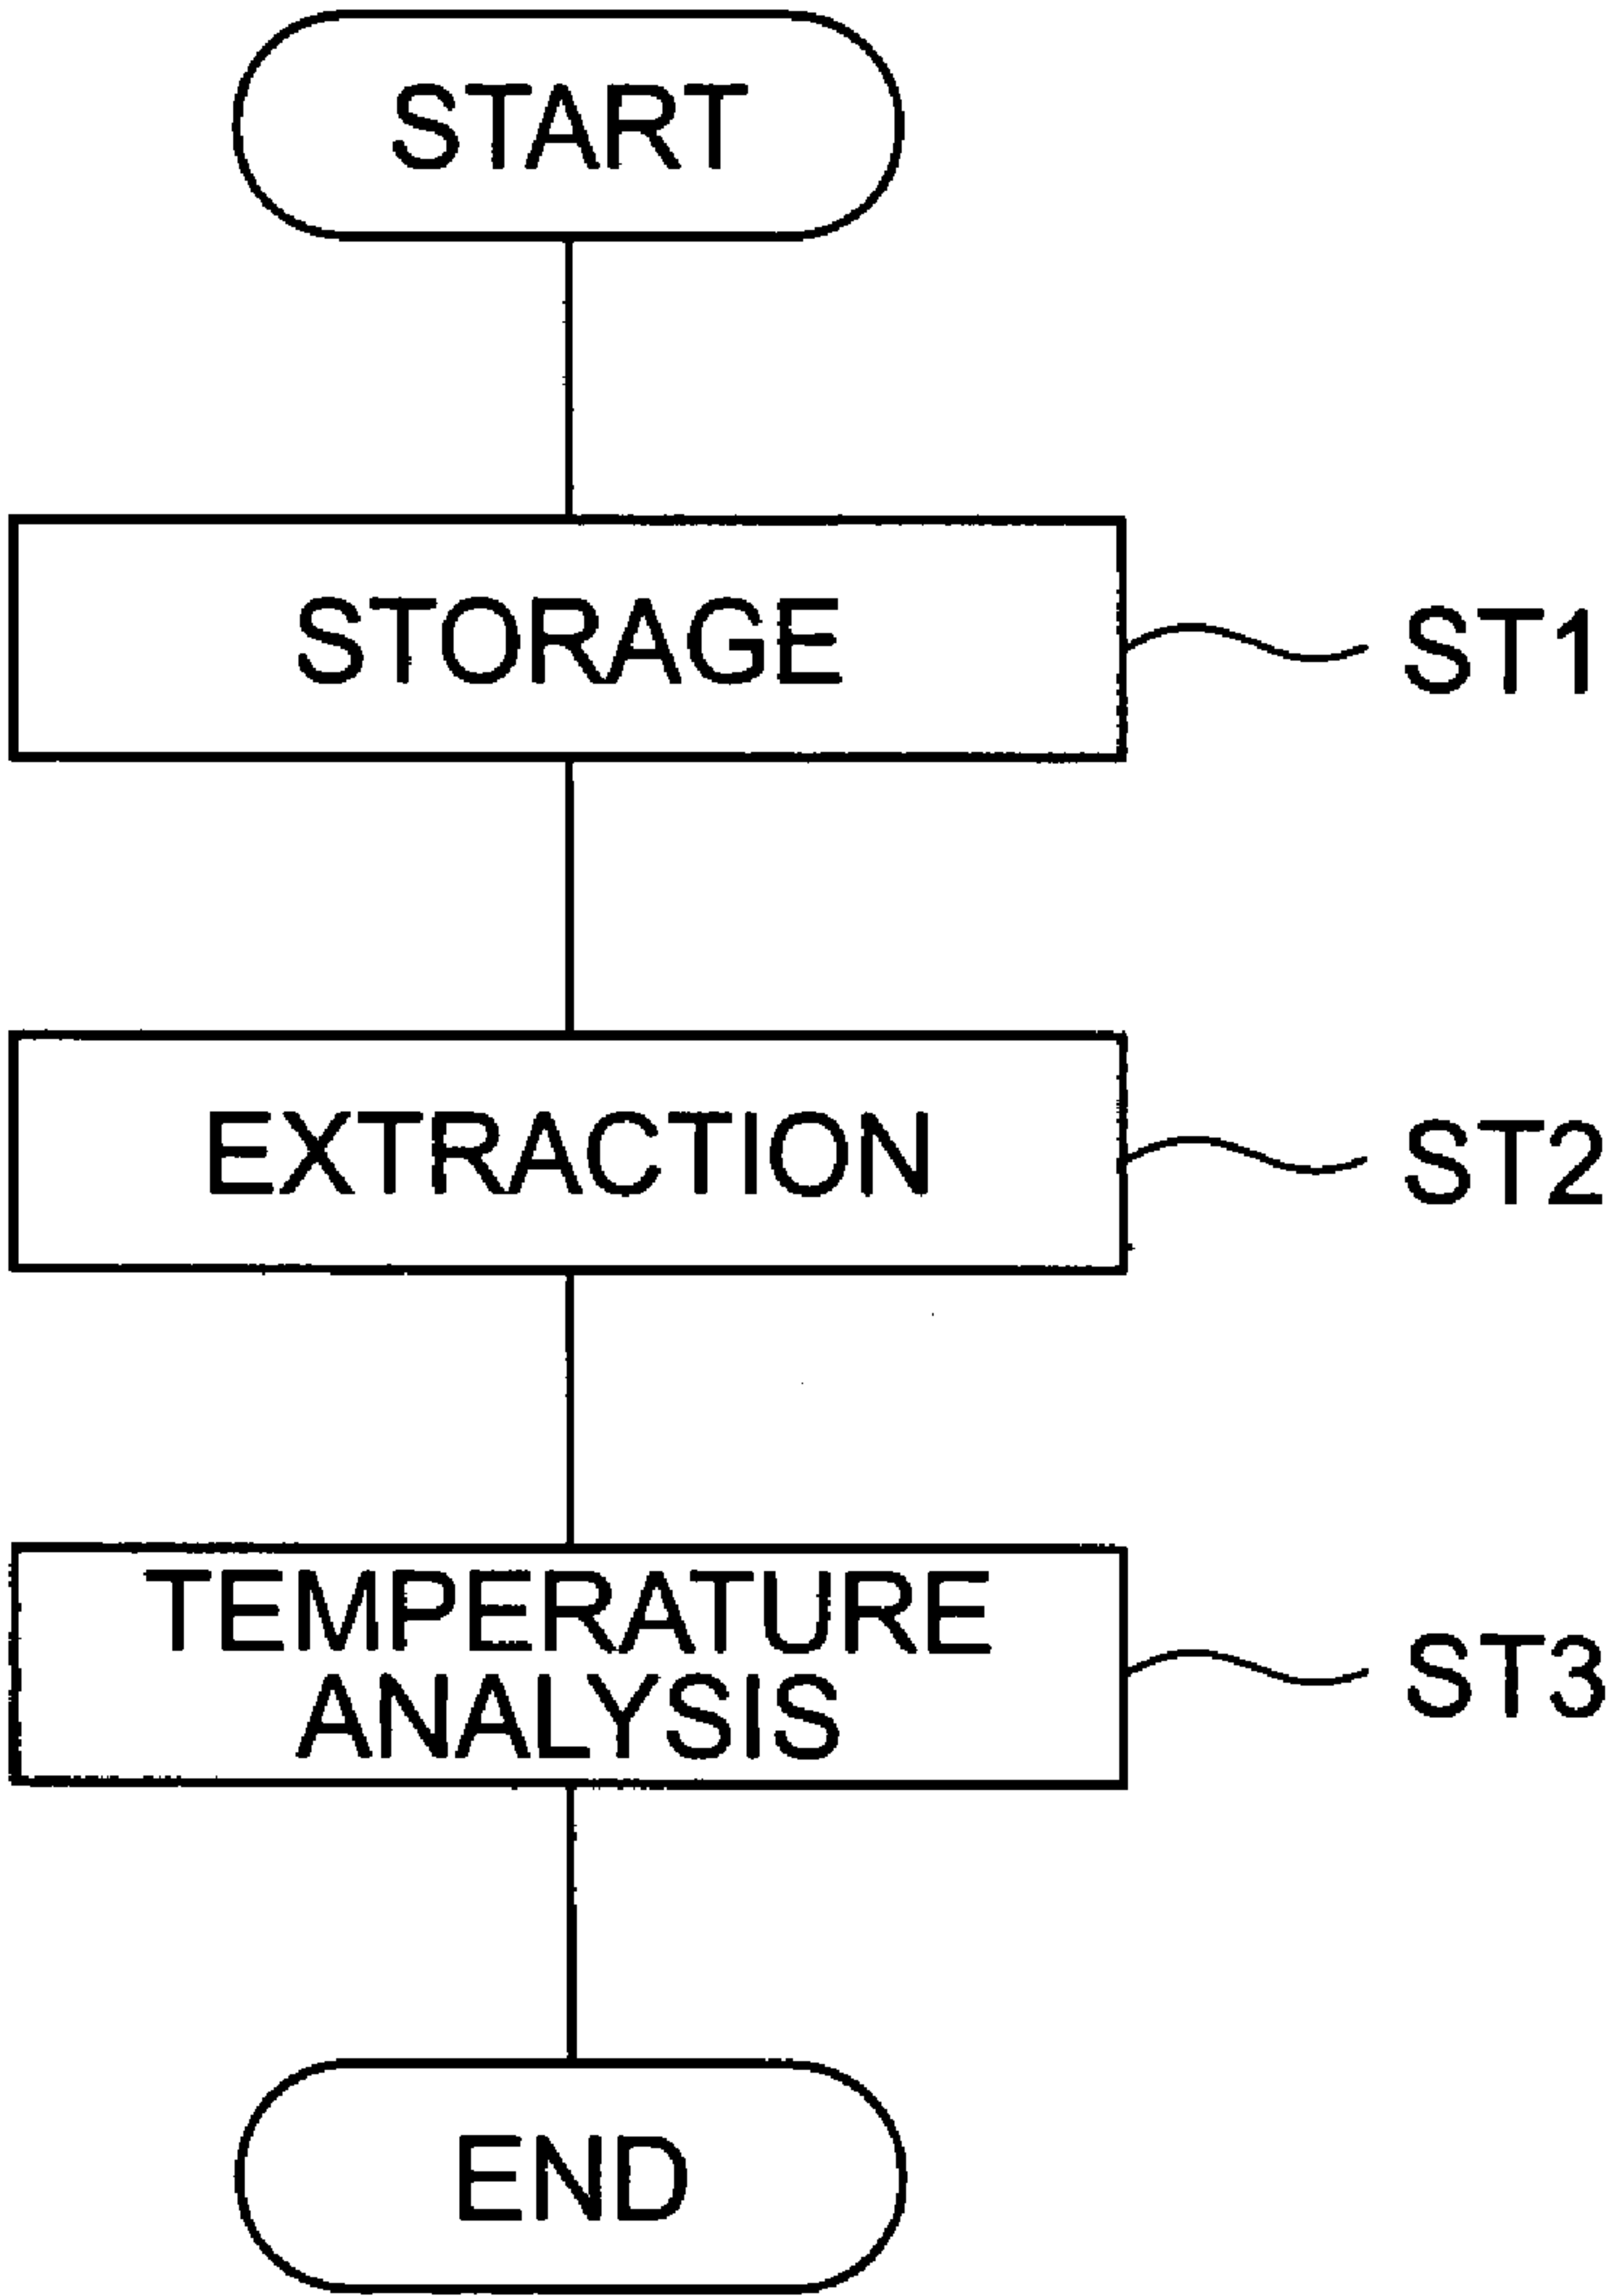 START
STORAGE
ST1
EXTRACTION
ST2
TEMPERATURE
ANALYSIS
ST3
END